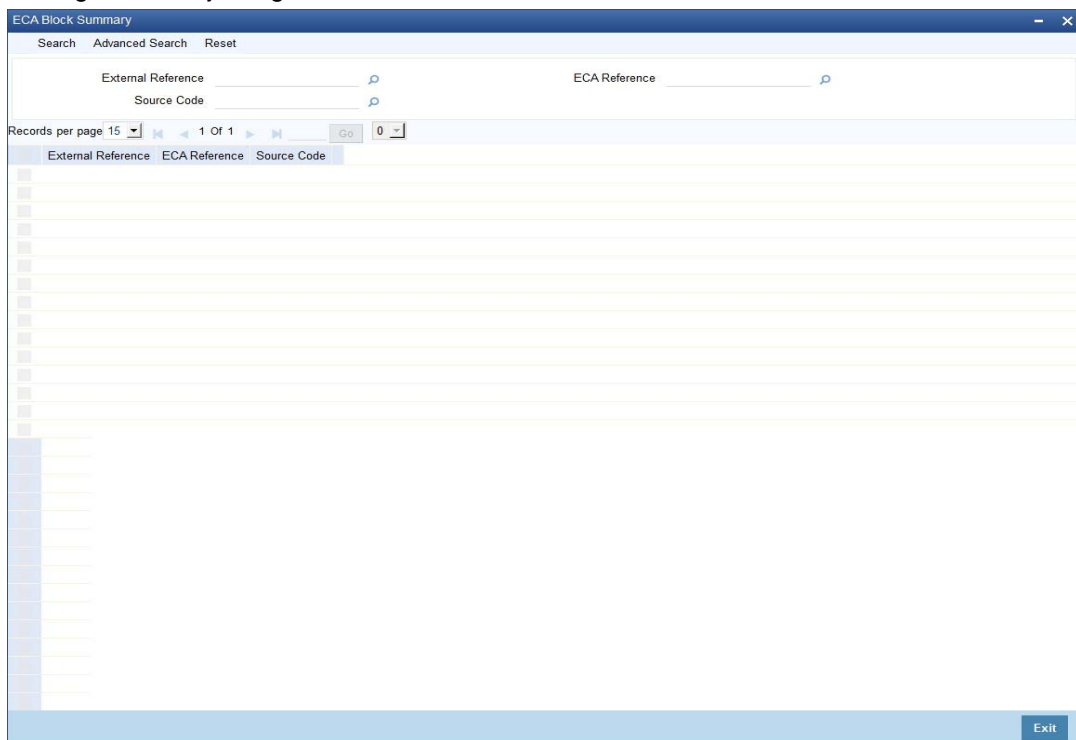 ECA Block Summary
Search Advanced Search Reset
External Reference ECA Reference
Source Code
Records per page 15 1 Of 1 Go 0
External Reference ECA Reference Source Code
Exit